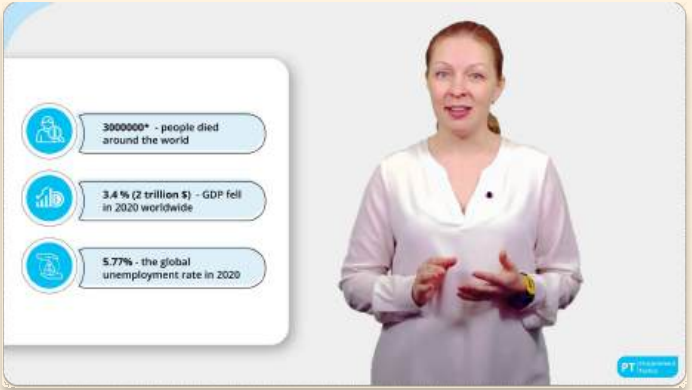 3000000* - people died
around the world
3.4 % (2 trillion $) - GDP fell
in 2020 worldwide
5.77% - the global
unemployment rate in 2020
PT